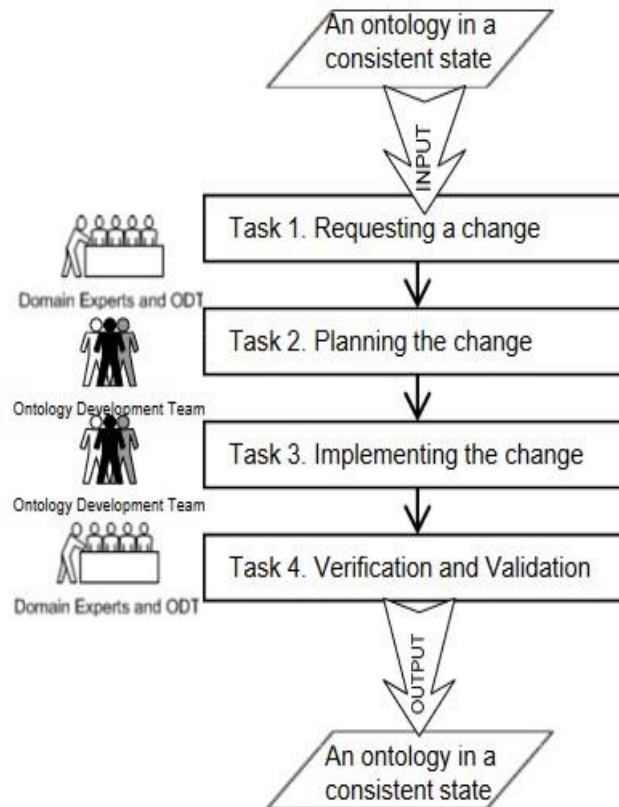 An ontology in a
consistent state
INPUT
Task 1. Requesting a change
Domain Experts and ODT
Task 2. Planning the change
Ontology Development Team
Task 3. Implementing the change
Ontology Development Team
Task 4. Verification and Validation
Domain Experts and ODT
OUTPUT
An ontology in a
consistent state